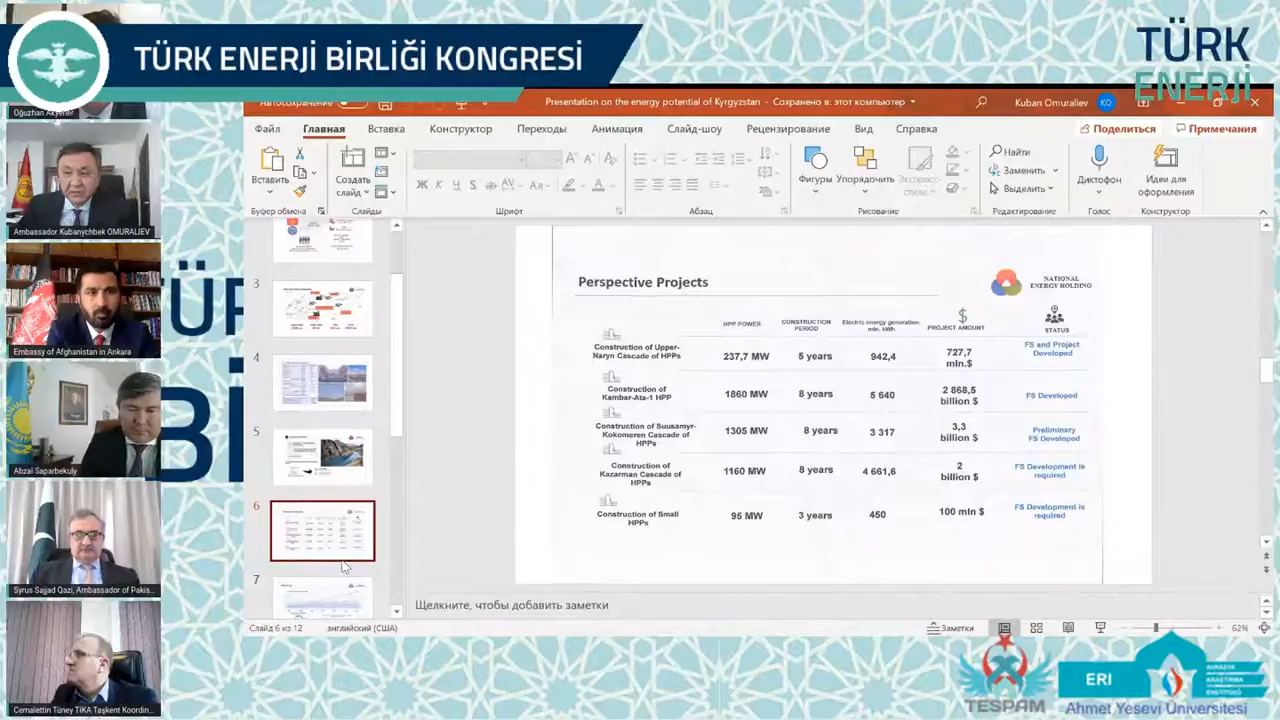 TÜRK ENERJİ BİRLİĞİ KONGRESİ
TÜRK
ENERJİ
Oğuzhan Akyener
Ambassador Kubanychbek OMURALIEV
Embassy of Afghanistan in Ankara
Abzal Saparbekuly
Syrus Sajjad Qazi, Ambassador of Pakis...
Cemalettin Tüney TİKA Taşkent Koordin...
Автосохранение
Presentation on the energy potential of Kyrgyzstan - Сохранено в: этот компьютер
Kuban Omuraliev
KO
Файл Главная Вставка Конструктор Переходы Анимация Слайд-шоу Рецензирование Вид Справка
Поделиться Примечания
Вставить
Создать
слайд
Ж К Ч S ab AV Aa
Фигуры Упорядочить Экспресс-
стили
Найти
Заменить
Выделить
Диктофон
Идеи для
оформления
Буфер обмена Слайды Шрифт Абзац Рисование Редактирование Голос Конструктор
3
4
5
6
7
Perspective Projects
NATIONAL
ENERGY HOLDING
HPP POWER
CONSTRUCTION
PERIOD
Electric energy generation
mln. kWh
$
PROJECT AMOUNT
STATUS
Construction of Upper-
Naryn Cascade of HPPs
237,7 MW
5 years
942,4
727,7
mln.$
FS and Project
Developed
Construction of
Kambar-Ata-1 HPP
1860 MW
8 years
5 640
2 868,5
billion $
FS Developed
Construction of Suusamyr-
Kokomeren Cascade of
HPPs
1305 MW
8 years
3 317
3,3
billion $
Preliminary
FS Developed
Construction of
Kazarman Cascade of
HPPs
1160 MW
8 years
4 661,6
2
billion $
FS Development is
required
Construction of Small
HPPs
95 MW
3 years
450
100 mln $
FS Development is
required
Щелкните, чтобы добавить заметки
Слайд 6 из 12 английский (США)
Заметки
62%
TESPAM
ERI
AVRASYA
ARAŞTIRMA
ENSTİTÜSÜ
Ahmet Yesevi Üniversitesi